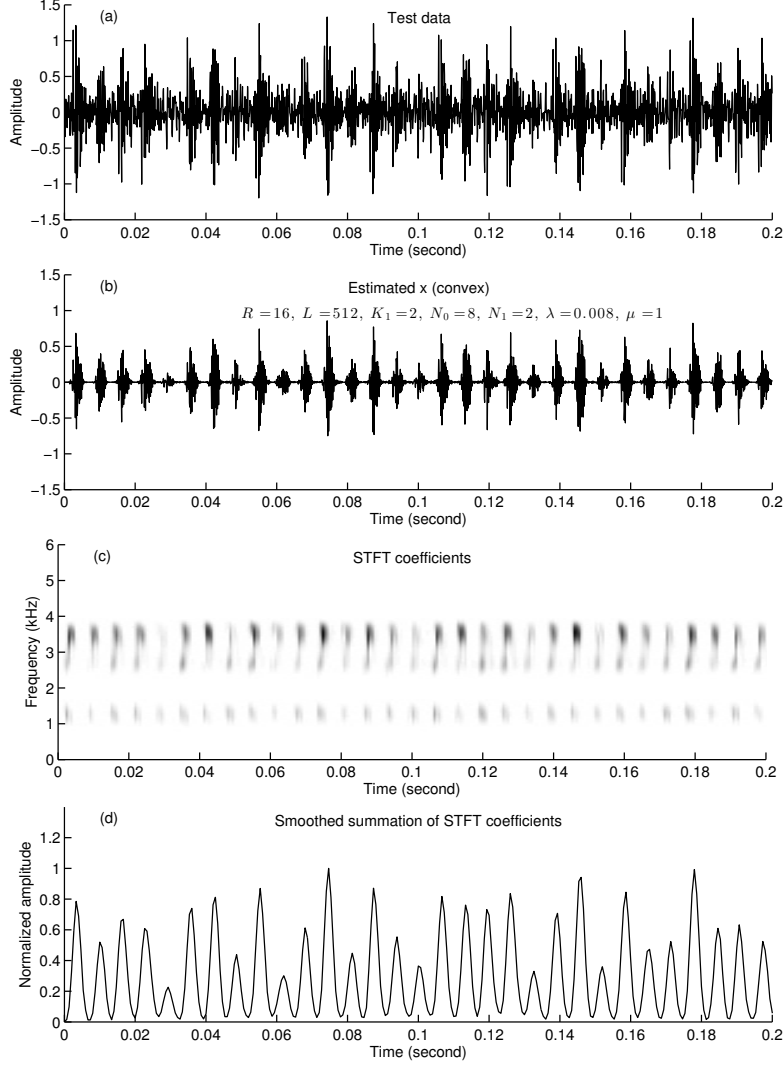 (a)
Test data
1.5
1
0.5
0
−0.5
−1
−1.5
Amplitude
0 0.02 0.04 0.06 0.08 0.1 0.12 0.14 0.16 0.18 0.2
Time (second)
(b)
Estimated x (convex)
R = 16, L = 512, K₁ = 2, N₀ = 8, N₁ = 2, λ = 0.008, μ = 1
1.5
1
0.5
0
−0.5
−1
−1.5
Amplitude
0 0.02 0.04 0.06 0.08 0.1 0.12 0.14 0.16 0.18 0.2
Time (second)
(c)
STFT coefficients
6
5
4
3
2
1
0
Frequency (kHz)
0 0.02 0.04 0.06 0.08 0.1 0.12 0.14 0.16 0.18 0.2
Time (second)
(d)
Smoothed summation of STFT coefficients
1.2
1
0.8
0.6
0.4
0.2
0
Normalized amplitude
0 0.02 0.04 0.06 0.08 0.1 0.12 0.14 0.16 0.18 0.2
Time (second)